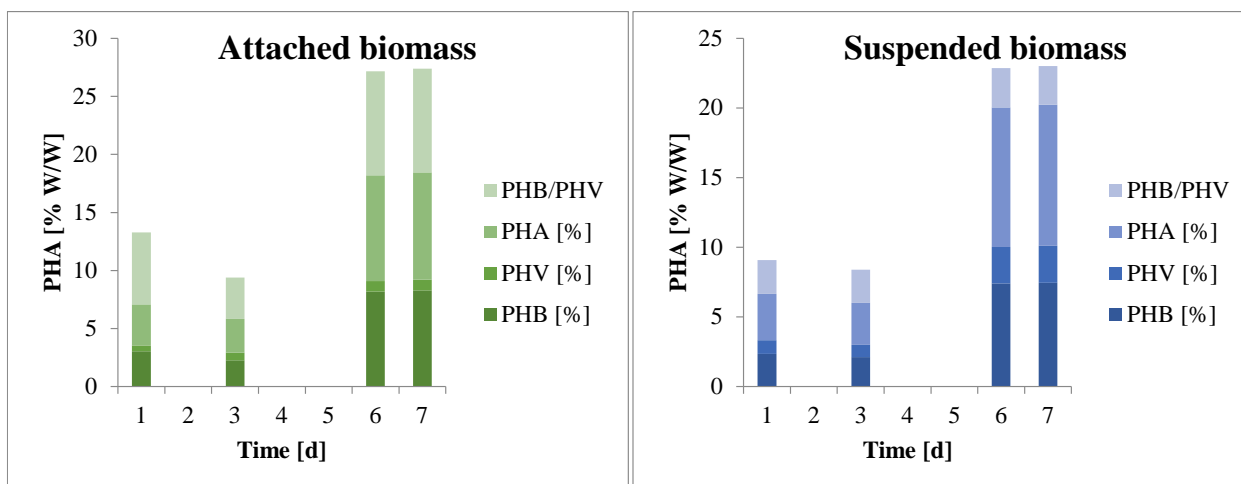 Attached biomass
PHA [% W/W]
30
25
20
15
10
5
0
1 2 3 4 5 6 7
Time [d]
PHB/PHV
PHA [%]
PHV [%]
PHB [%]
Suspended biomass
PHA [% W/W]
25
20
15
10
5
0
1 2 3 4 5 6 7
Time [d]
PHB/PHV
PHA [%]
PHV [%]
PHB [%]